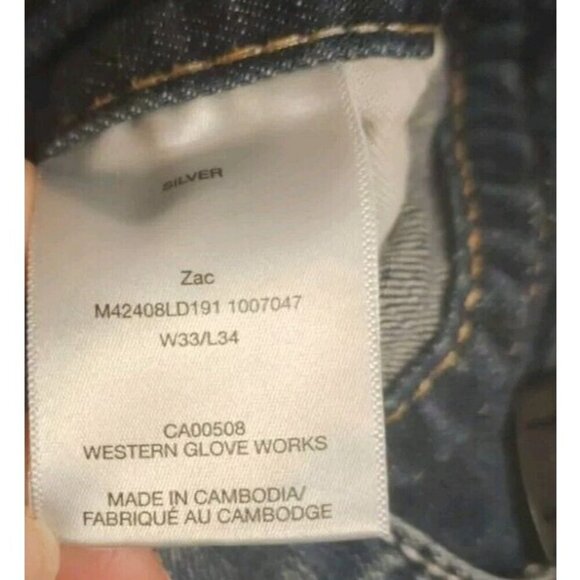 SILVER
Zac
M42408LD191 1007047
W33/L34
CA00508
WESTERN GLOVE WORKS
MADE IN CAMBODIA/
FABRIQUÉ AU CAMBODGE